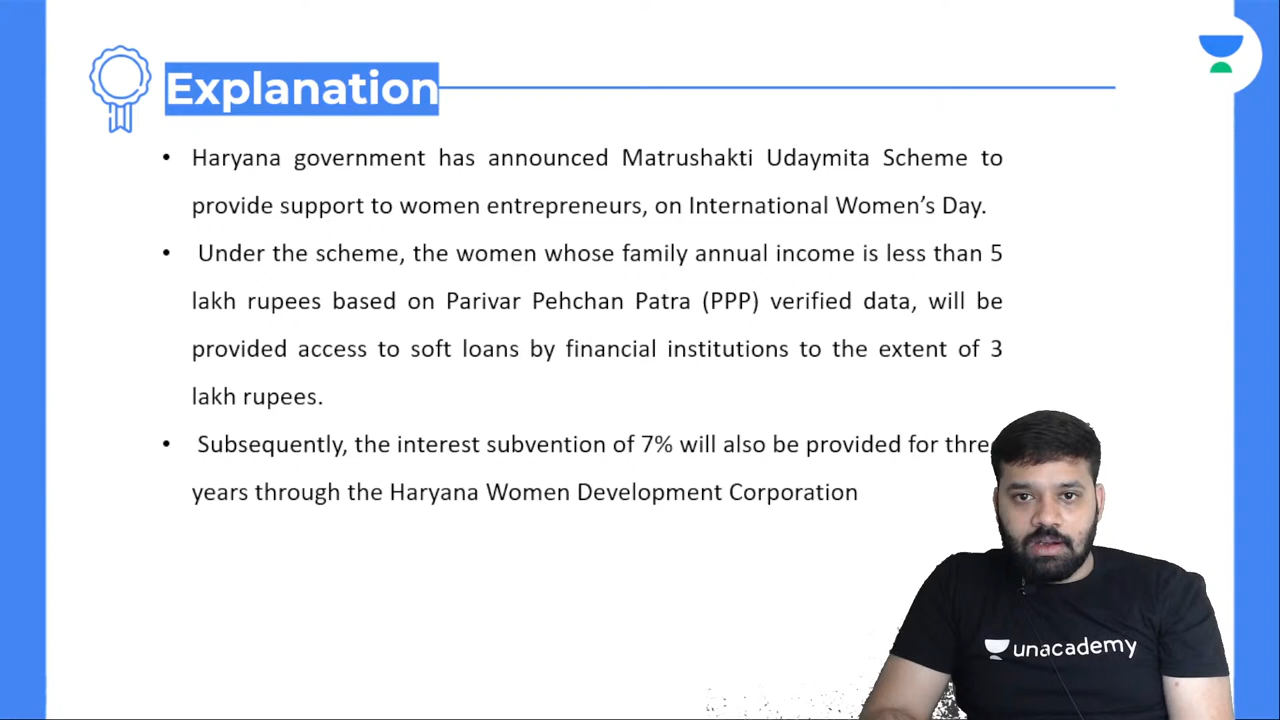 Explanation
• Haryana government has announced Matrushakti Udaymita Scheme to
provide support to women entrepreneurs, on International Women’s Day.
• Under the scheme, the women whose family annual income is less than 5
lakh rupees based on Parivar Pehchan Patra (PPP) verified data, will be
provided access to soft loans by financial institutions to the extent of 3
lakh rupees.
• Subsequently, the interest subvention of 7% will also be provided for thre
years through the Haryana Women Development Corporation
unacademy